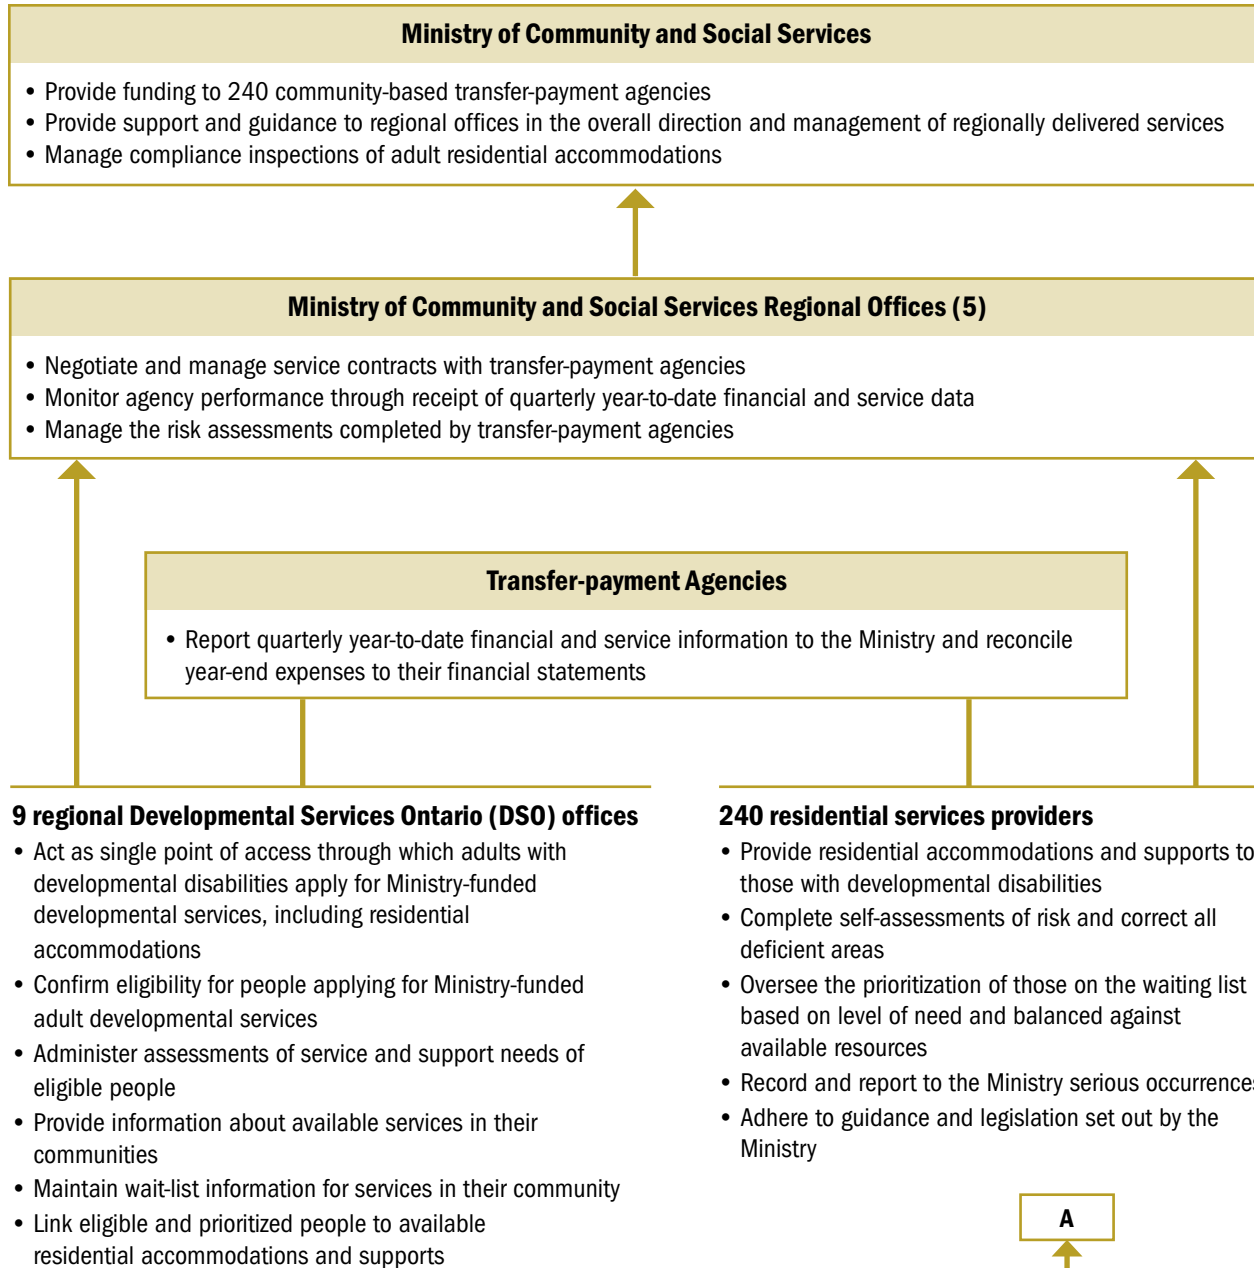 Ministry of Community and Social Services
• Provide funding to 240 community-based transfer-payment agencies
• Provide support and guidance to regional offices in the overall direction and management of regionally delivered services
• Manage compliance inspections of adult residential accommodations
Ministry of Community and Social Services Regional Offices (5)
• Negotiate and manage service contracts with transfer-payment agencies
• Monitor agency performance through receipt of quarterly year-to-date financial and service data
• Manage the risk assessments completed by transfer-payment agencies
Transfer-payment Agencies
• Report quarterly year-to-date financial and service information to the Ministry and reconcile
year-end expenses to their financial statements
9 regional Developmental Services Ontario (DSO) offices
• Act as single point of access through which adults with
developmental disabilities apply for Ministry-funded
developmental services, including residential
accommodations
• Confirm eligibility for people applying for Ministry-funded
adult developmental services
• Administer assessments of service and support needs of
eligible people
• Provide information about available services in their
communities
• Maintain wait-list information for services in their community
• Link eligible and prioritized people to available
residential accommodations and supports
240 residential services providers
• Provide residential accommodations and supports to
those with developmental disabilities
• Complete self-assessments of risk and correct all
deficient areas
• Oversee the prioritization of those on the waiting list
based on level of need and balanced against
available resources
• Record and report to the Ministry serious occurrences
• Adhere to guidance and legislation set out by the
Ministry
A